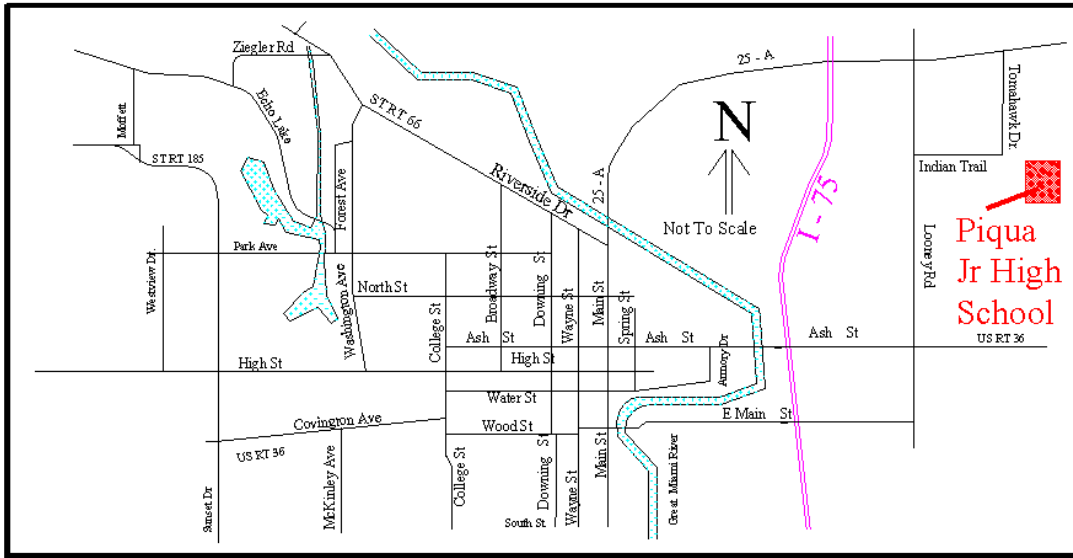 Ziegler Rd
25 - A
Tomahawk Dr.
Moffett
Echo Lake
ST RT 66
N
ST RT 185
Riverside Dr
25 - A
I - 75
Indian Trail
Forest Ave
Not To Scale
Piqua
Jr High
School
Westview Dr.
Park Ave
Looney Rd
Washington Ave
North St
Broadway St
Downing St
Wayne St
Main St
Spring St
College St
Ash St
Ash St
Ash St
US RT 36
High St
High St
Armory Dr
Water St
Covington Ave
Wood St
E Main St
US RT 36
Sunset Dr
McKinley Ave
College St
Downing St
Wayne St
Main St
Great Miami River
South St.